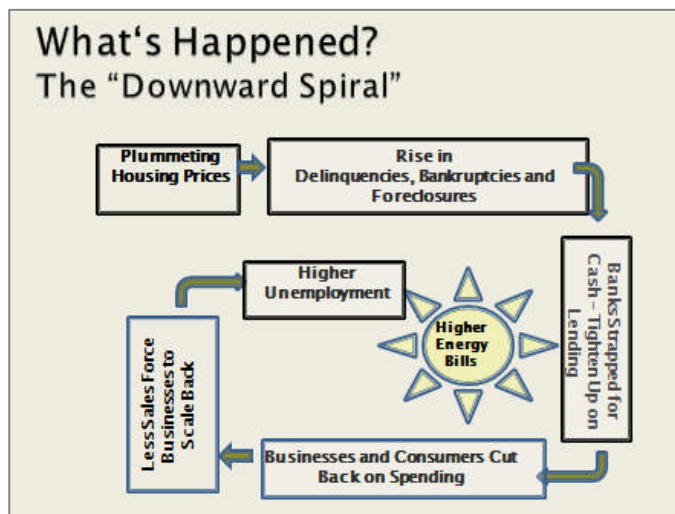 What‘s Happened?
The “Downward Spiral”
Plummeting
Housing Prices
Rise in
Delinquencies, Bankruptcies and
Foreclosures
Banks Strapped for
Cash – Tighten Up on
Lending
Businesses and Consumers Cut
Back on Spending
Less Sales Force
Businesses to
Scale Back
Higher
Unemployment
Higher
Energy
Bills